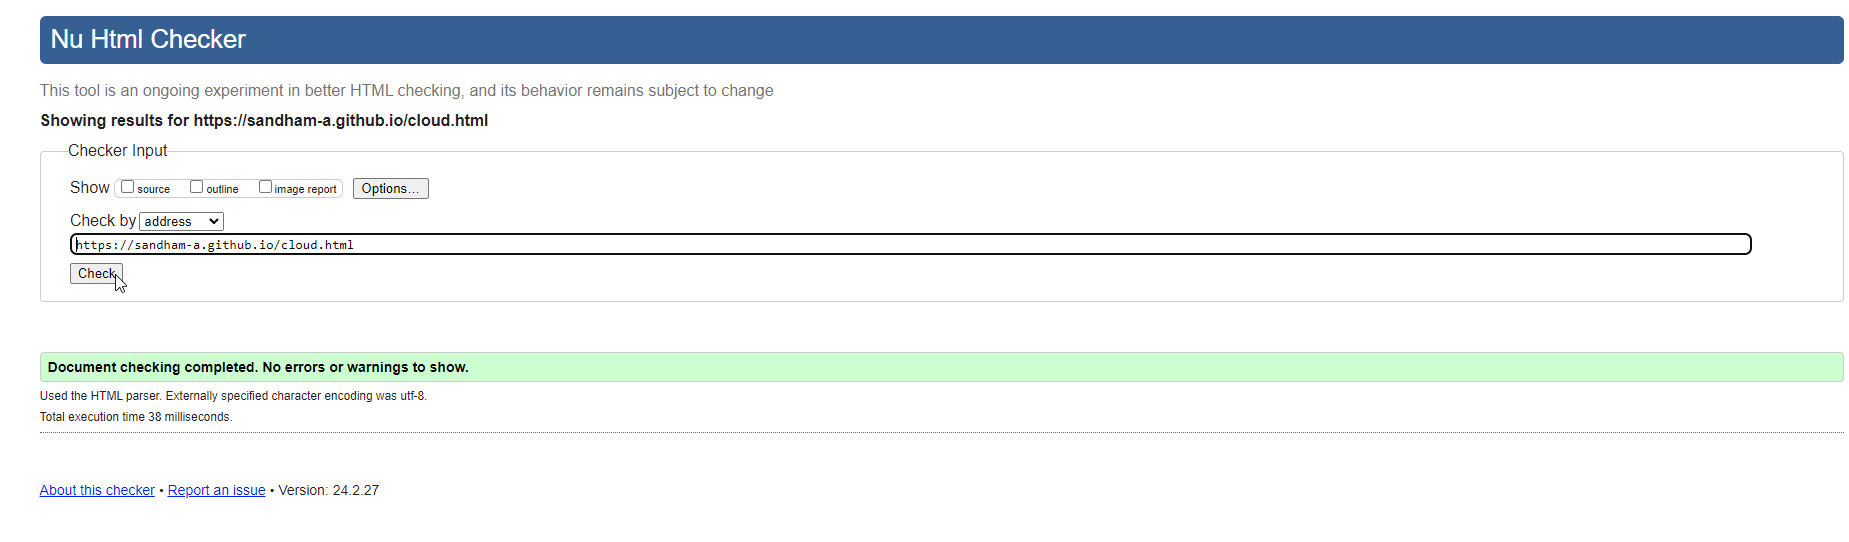 Nu Html Checker
This tool is an ongoing experiment in better HTML checking, and its behavior remains subject to change
Showing results for https://sandham-a.github.io/cloud.html
Checker Input
Show source outline image report Options...
Check by address
https://sandham-a.github.io/cloud.html
Check
Document checking completed. No errors or warnings to show.
Used the HTML parser. Externally specified character encoding was utf-8.
Total execution time 38 milliseconds.
About this checker • Report an issue • Version: 24.2.27